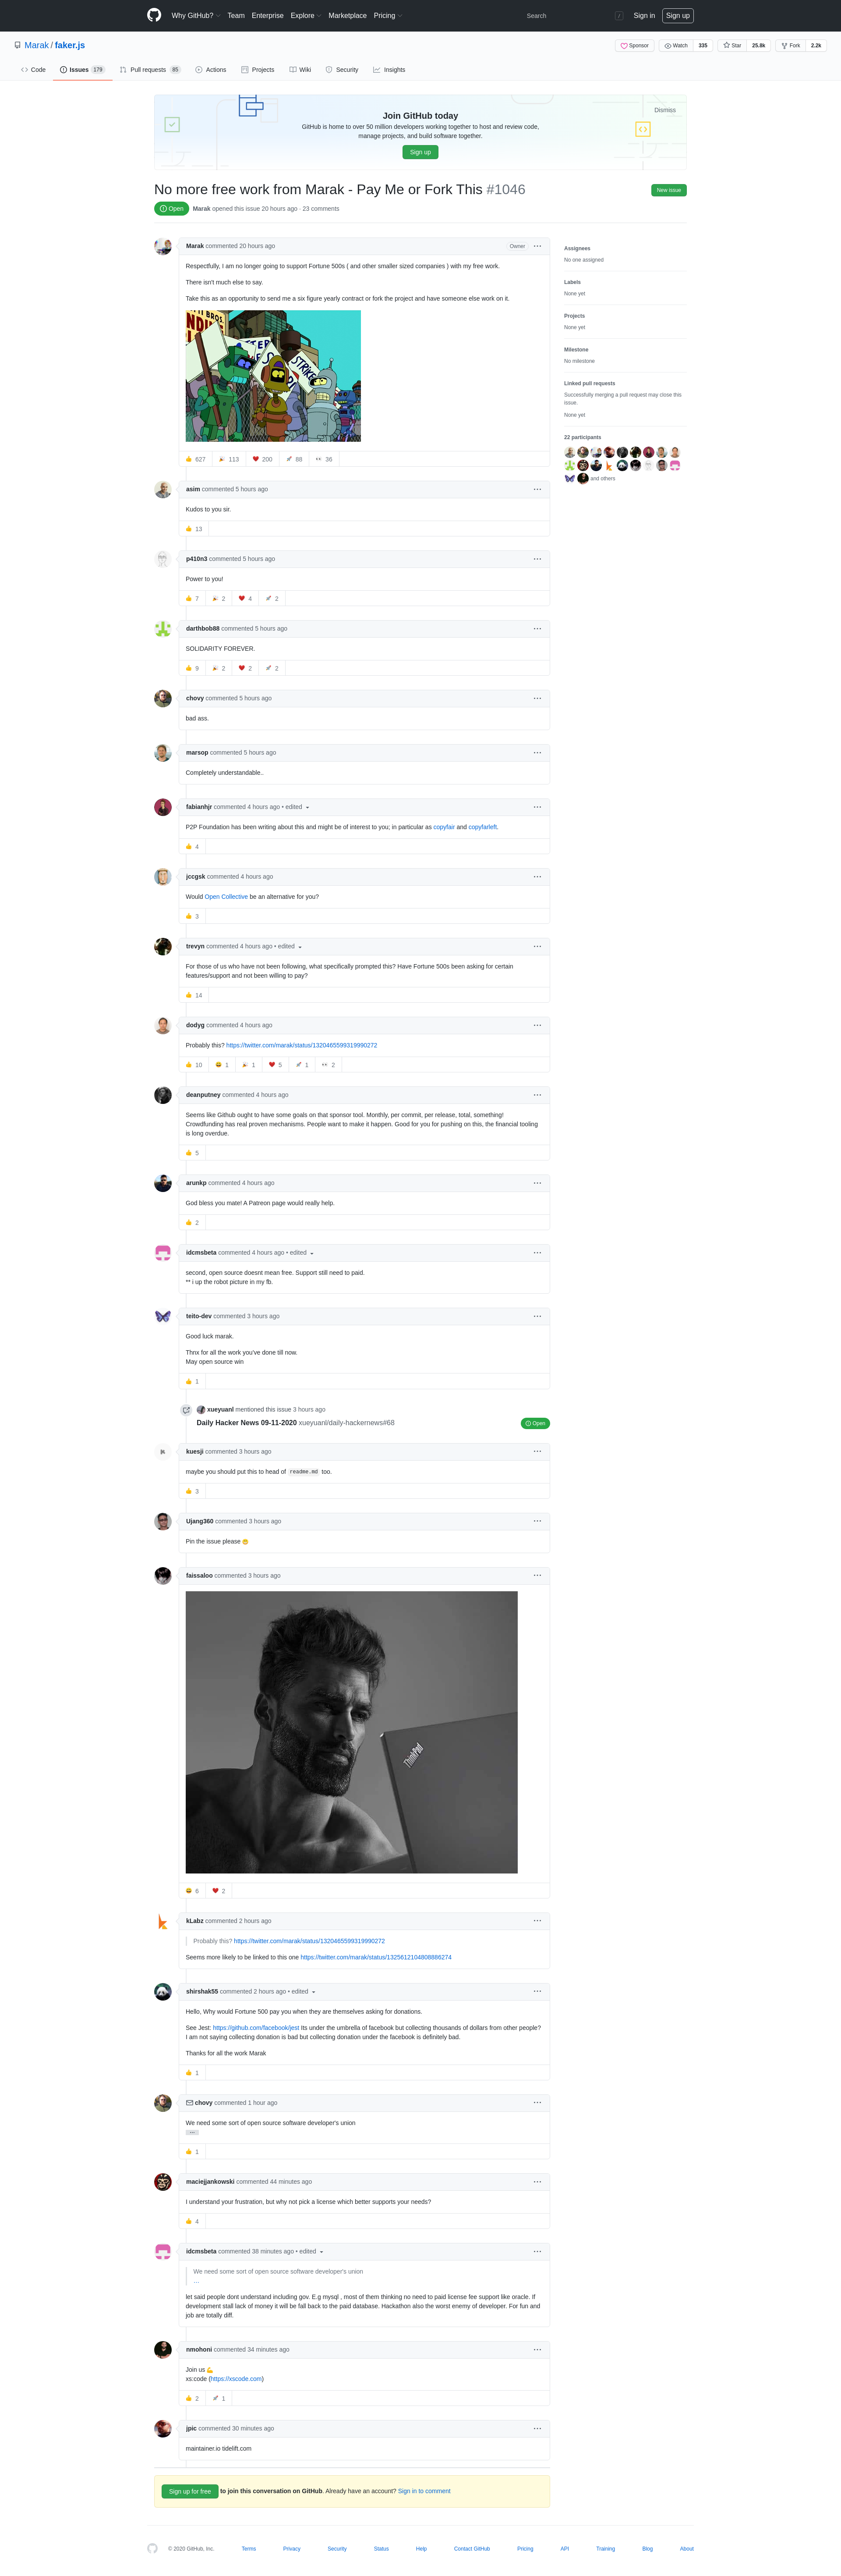 Why GitHub? Team Enterprise Explore Marketplace Pricing Search / Sign in Sign up
Marak / faker.js
Sponsor Watch 335 Star 25.8k Fork 2.2k
Code Issues 179 Pull requests 85 Actions Projects Wiki Security Insights
Dismiss
Join GitHub today
GitHub is home to over 50 million developers working together to host and review code,
manage projects, and build software together.
Sign up
No more free work from Marak - Pay Me or Fork This #1046
New issue
Open Marak opened this issue 20 hours ago · 23 comments
Marak commented 20 hours ago Owner
Respectfully, I am no longer going to support Fortune 500s ( and other smaller sized companies ) with my free work.
There isn't much else to say.
Take this as an opportunity to send me a six figure yearly contract or fork the project and have someone else work on it.
627 113 200 88 36
Assignees
No one assigned
Labels
None yet
Projects
None yet
Milestone
No milestone
Linked pull requests
Successfully merging a pull request may close this
issue.
None yet
22 participants
and others
asim commented 5 hours ago
Kudos to you sir.
13
p410n3 commented 5 hours ago
Power to you!
7 2 4 2
darthbob88 commented 5 hours ago
SOLIDARITY FOREVER.
9 2 2 2
chovy commented 5 hours ago
bad ass.
marsop commented 5 hours ago
Completely understandable..
fabianhjr commented 4 hours ago • edited
P2P Foundation has been writing about this and might be of interest to you; in particular as copyfair and copyfarleft.
4
jccgsk commented 4 hours ago
Would Open Collective be an alternative for you?
3
trevyn commented 4 hours ago • edited
For those of us who have not been following, what specifically prompted this? Have Fortune 500s been asking for certain
features/support and not been willing to pay?
14
dodyg commented 4 hours ago
Probably this? https://twitter.com/marak/status/1320465599319990272
10 1 1 5 1 2
deanputney commented 4 hours ago
Seems like Github ought to have some goals on that sponsor tool. Monthly, per commit, per release, total, something!
Crowdfunding has real proven mechanisms. People want to make it happen. Good for you for pushing on this, the financial tooling
is long overdue.
5
arunkp commented 4 hours ago
God bless you mate! A Patreon page would really help.
2
idcmsbeta commented 4 hours ago • edited
second, open source doesnt mean free. Support still need to paid.
** i up the robot picture in my fb.
teito-dev commented 3 hours ago
Good luck marak.
Thnx for all the work you've done till now.
May open source win
1
xueyuanl mentioned this issue 3 hours ago
Daily Hacker News 09-11-2020 xueyuanl/daily-hackernews#68
Open
kuesji commented 3 hours ago
maybe you should put this to head of readme.md too.
3
Ujang360 commented 3 hours ago
Pin the issue please
faissaloo commented 3 hours ago
ThinkPad
6 2
kLabz commented 2 hours ago
Probably this? https://twitter.com/marak/status/1320465599319990272
Seems more likely to be linked to this one https://twitter.com/marak/status/1325612104808886274
shirshak55 commented 2 hours ago • edited
Hello, Why would Fortune 500 pay you when they are themselves asking for donations.
See Jest: https://github.com/facebook/jest Its under the umbrella of facebook but collecting thousands of dollars from other people?
I am not saying collecting donation is bad but collecting donation under the facebook is definitely bad.
Thanks for all the work Marak
1
chovy commented 1 hour ago
We need some sort of open source software developer's union
…
1
maciejjankowski commented 44 minutes ago
I understand your frustration, but why not pick a license which better supports your needs?
4
idcmsbeta commented 38 minutes ago • edited
We need some sort of open source software developer's union
…
let said people dont understand including gov. E.g mysql , most of them thinking no need to paid license fee support like oracle. If
development stall lack of money it will be fall back to the paid database. Hackathon also the worst enemy of developer. For fun and
job are totally diff.
nmohoni commented 34 minutes ago
Join us
xs:code (https://xscode.com)
2 1
jpic commented 30 minutes ago
maintainer.io tidelift.com
Sign up for free to join this conversation on GitHub. Already have an account? Sign in to comment
© 2020 GitHub, Inc. Terms Privacy Security Status Help Contact GitHub Pricing API Training Blog About